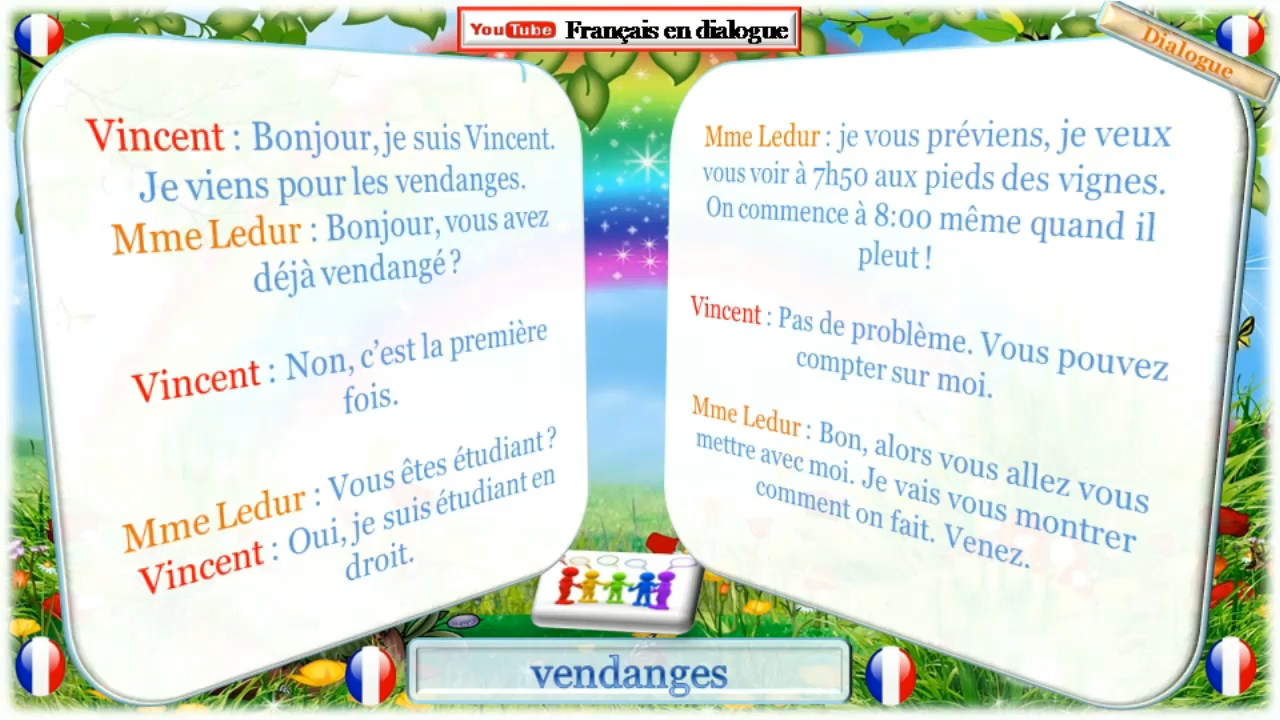 YouTube Français en dialogue
Dialogue
Vincent : Bonjour, je suis Vincent.
Je viens pour les vendanges.
Mme Ledur : Bonjour, vous avez
déjà vendangé ?
Vincent : Non, c’est la première
fois.
Mme Ledur : Vous êtes étudiant ?
Vincent : Oui, je suis étudiant en
droit.
Mme Ledur : je vous préviens, je veux
vous voir à 7h50 aux pieds des vignes.
On commence à 8:00 même quand il
pleut !
Vincent : Pas de problème. Vous pouvez
compter sur moi.
Mme Ledur : Bon, alors vous allez vous
mettre avec moi. Je vais vous montrer
comment on fait. Venez.
vendanges